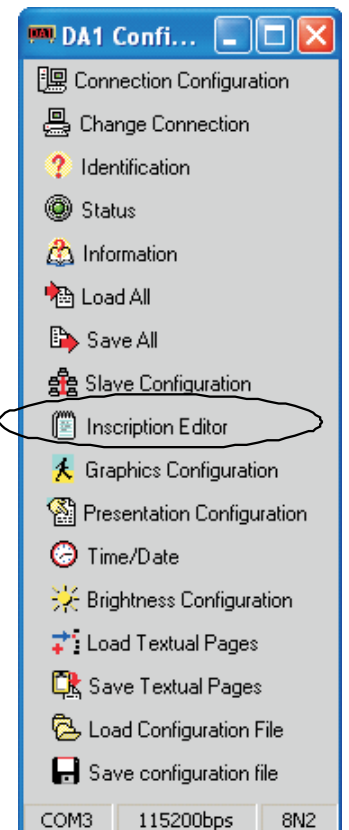 DA1 Confi...
Connection Configuration
Change Connection
Identification
Status
Information
Load All
Save All
Slave Configuration
Inscription Editor
Graphics Configuration
Presentation Configuration
Time/Date
Brightness Configuration
Load Textual Pages
Save Textual Pages
Load Configuration File
Save configuration file
COM3 115200bps 8N2